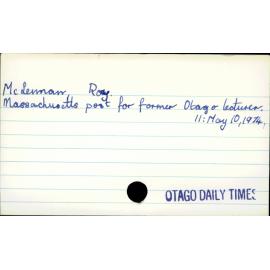 McLennan, Roy
Massachusetts post for former Otago lecturer.
11: May 10, 1974,
OTAGO DAILY TIMES